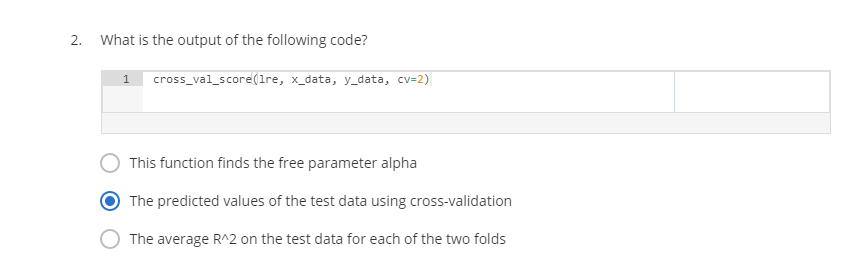 2. What is the output of the following code?
1 cross_val_score(lre, x_data, y_data, cv=2)
This function finds the free parameter alpha
The predicted values of the test data using cross-validation
The average R^2 on the test data for each of the two folds